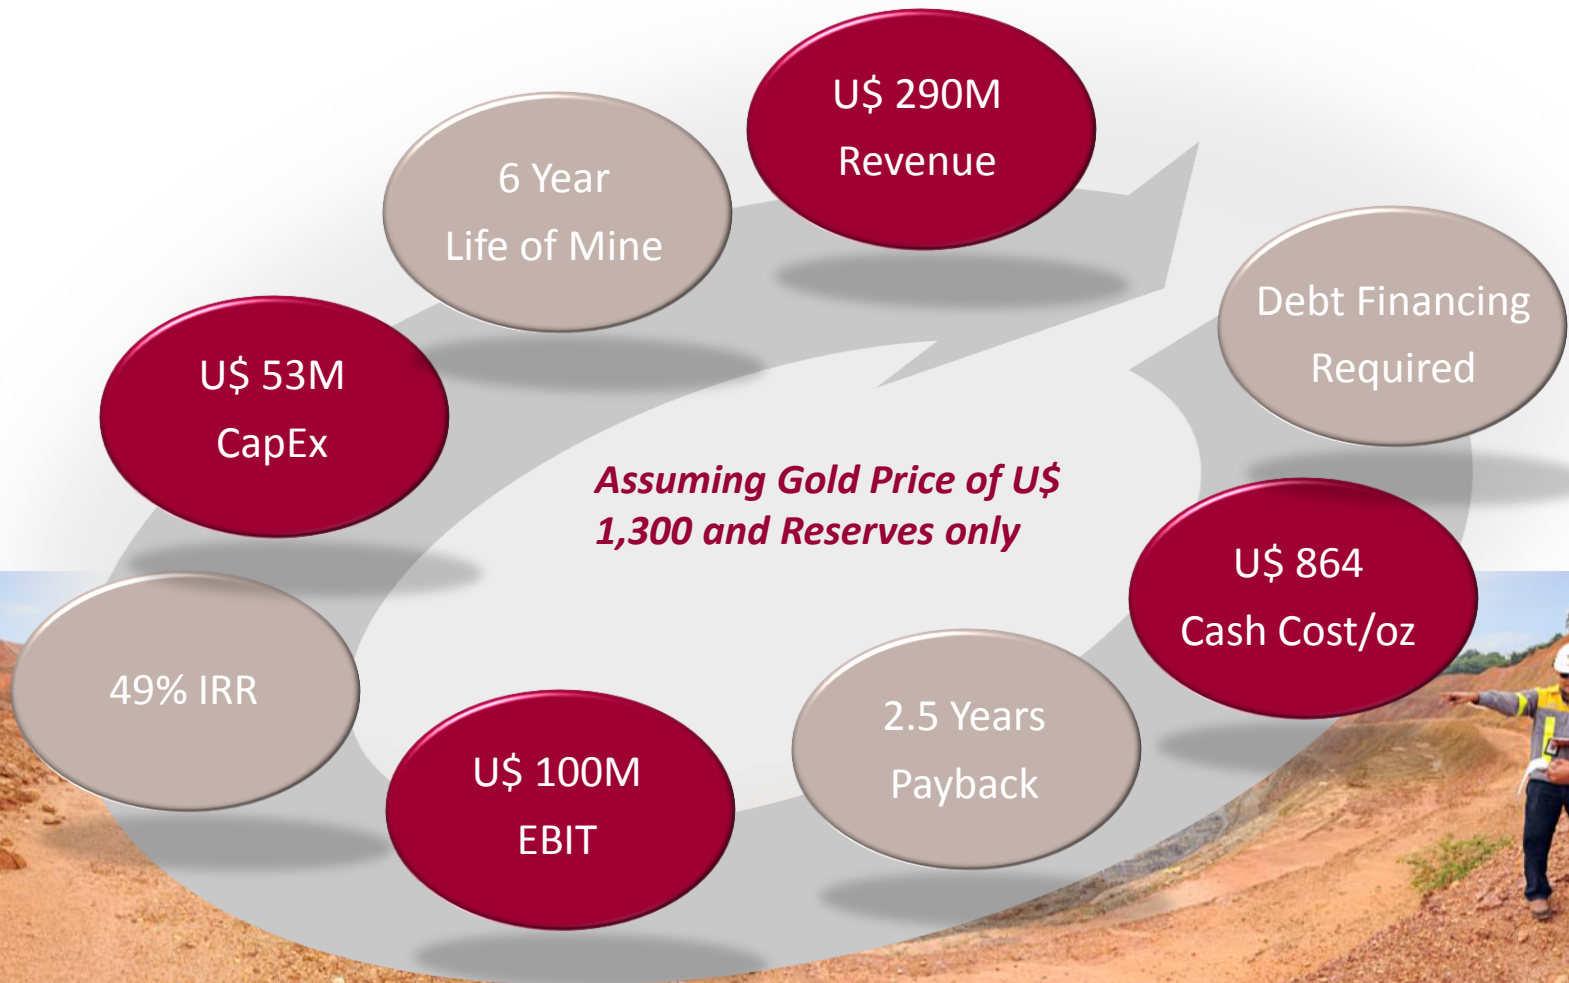 U$ 290M
Revenue
6 Year
Life of Mine
Debt Financing
Required
U$ 53M
CapEx
Assuming Gold Price of U$
1,300 and Reserves only
U$ 864
Cash Cost/oz
49% IRR
2.5 Years
Payback
U$ 100M
EBIT